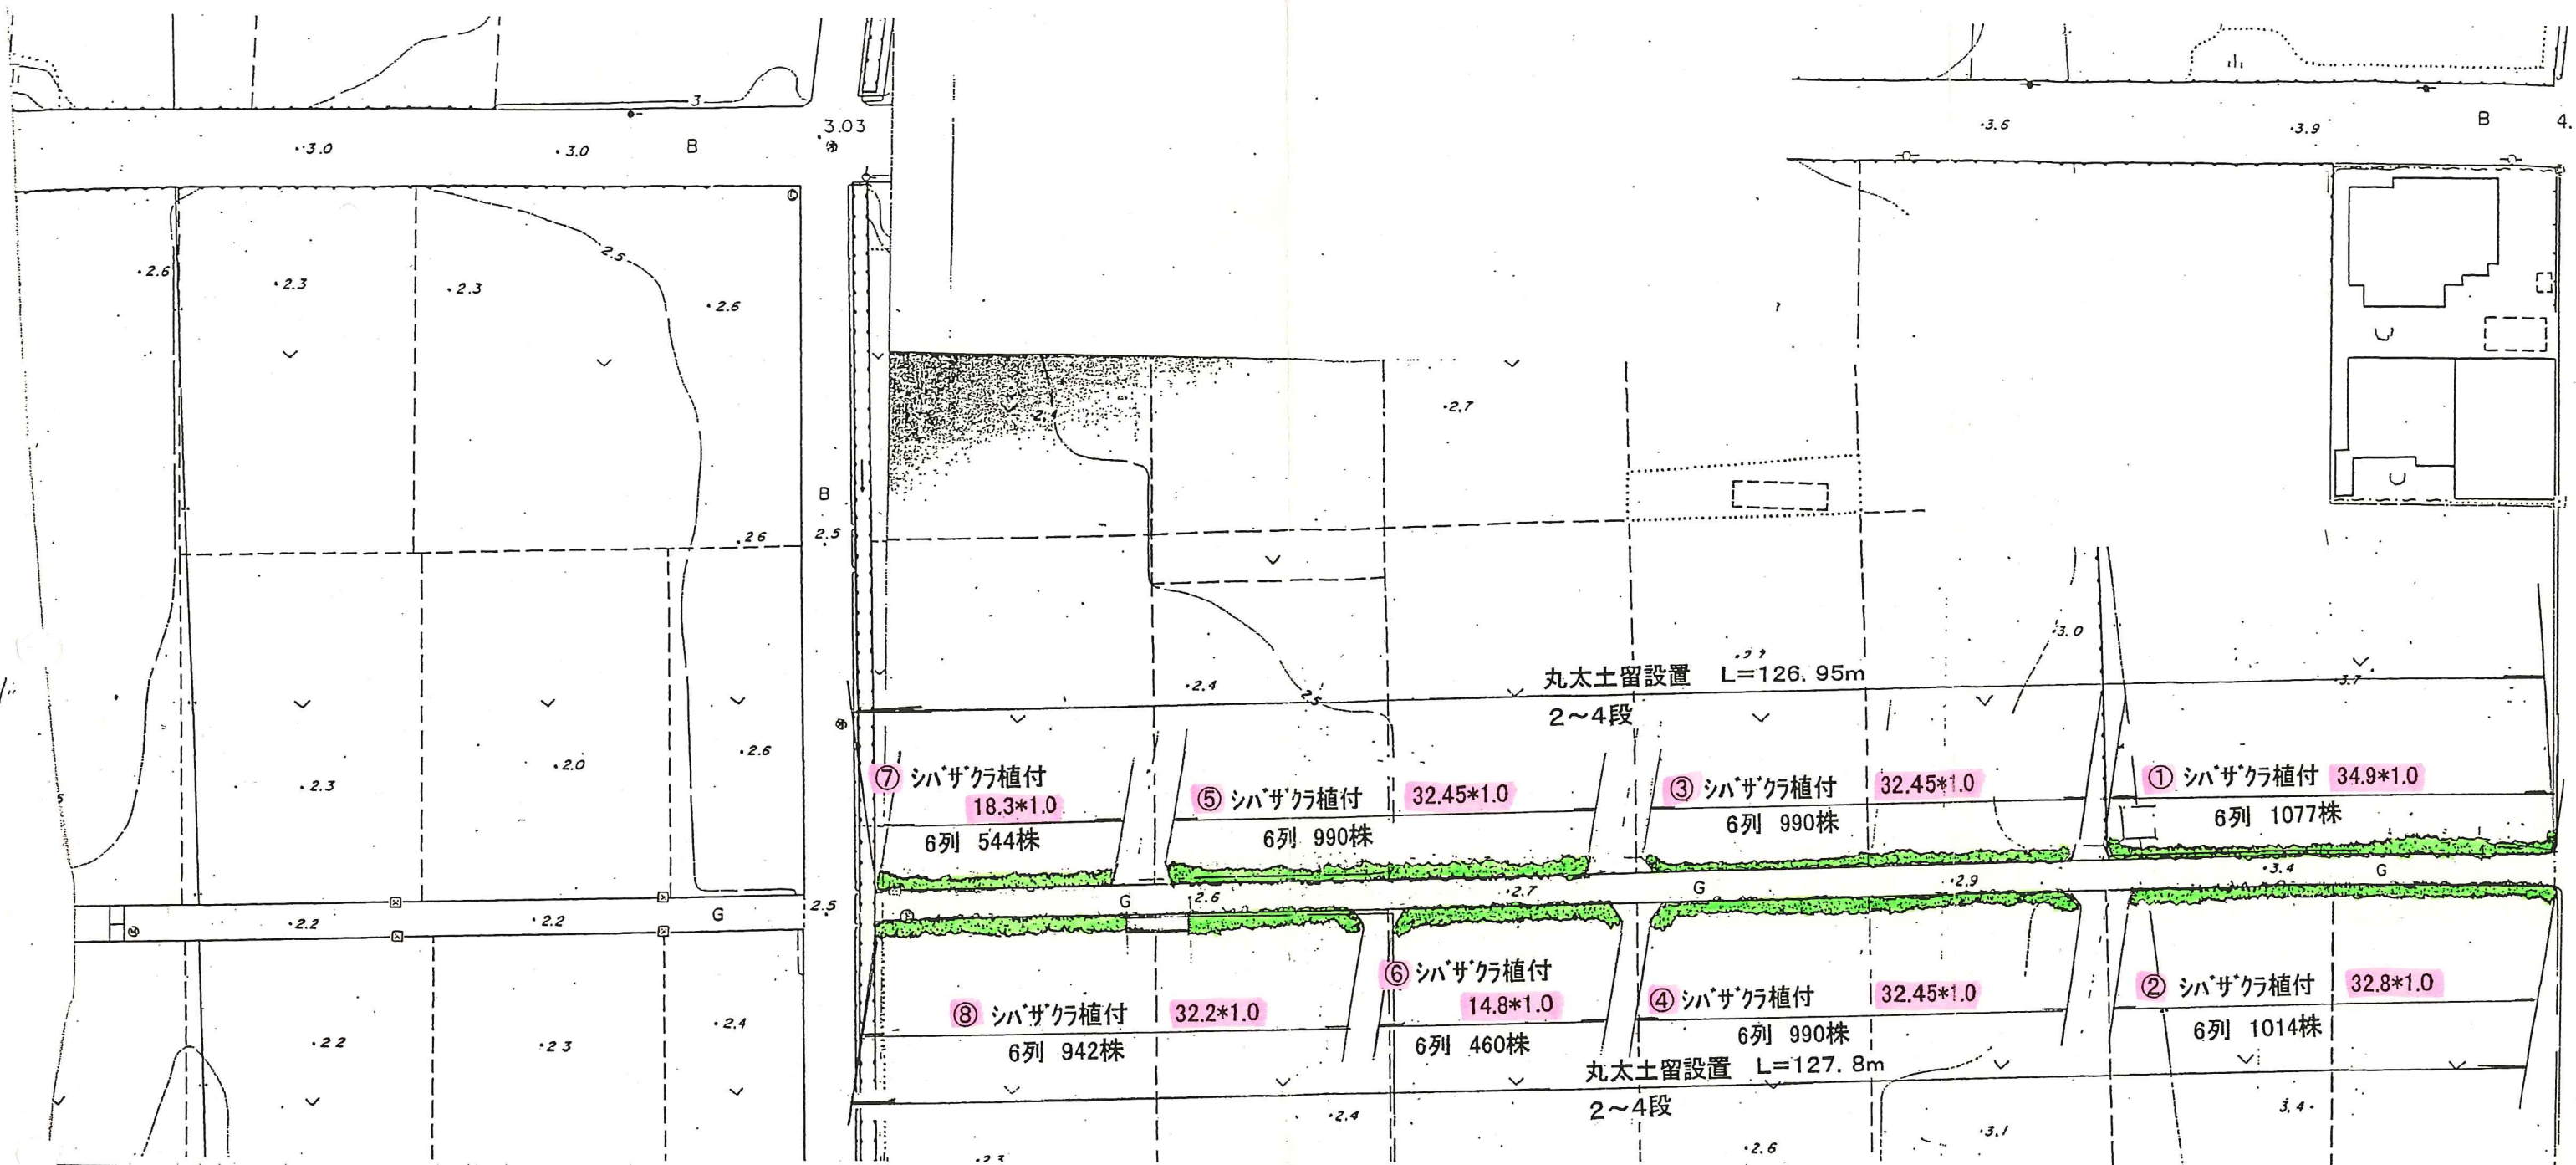 3
3.03
・3.0
・3.0
B
・3.6
・3.9
B
4.
・2.6
・2.3
・2.3
2.5
・2.6
・2.4
・2.7
B
2.5
・2.6
・3.0
・2.9
丸太土留設置 L=126.95m
2～4段
・2.4
2.5
・3.7
・2.3
・2.0
・2.6
⑦ シバザクラ植付
18.3*1.0
6列 544株
⑤ シバザクラ植付 32.45*1.0
6列 990株
③ シバザクラ植付 32.45*1.0
6列 990株
① シバザクラ植付 34.9*1.0
6列 1077株
・2.2
・2.2
G
2.5
G
2.6
・2.7
G
・2.9
・3.4
G
⑧ シバザクラ植付 32.2*1.0
6列 942株
⑥ シバザクラ植付
14.8*1.0
6列 460株
④ シバザクラ植付 32.45*1.0
6列 990株
② シバザクラ植付 32.8*1.0
6列 1014株
・2.2
・2.3
・2.4
丸太土留設置 L=127.8m
2～4段
・2.4
3.4・
・3.1
・2.6
・2.3